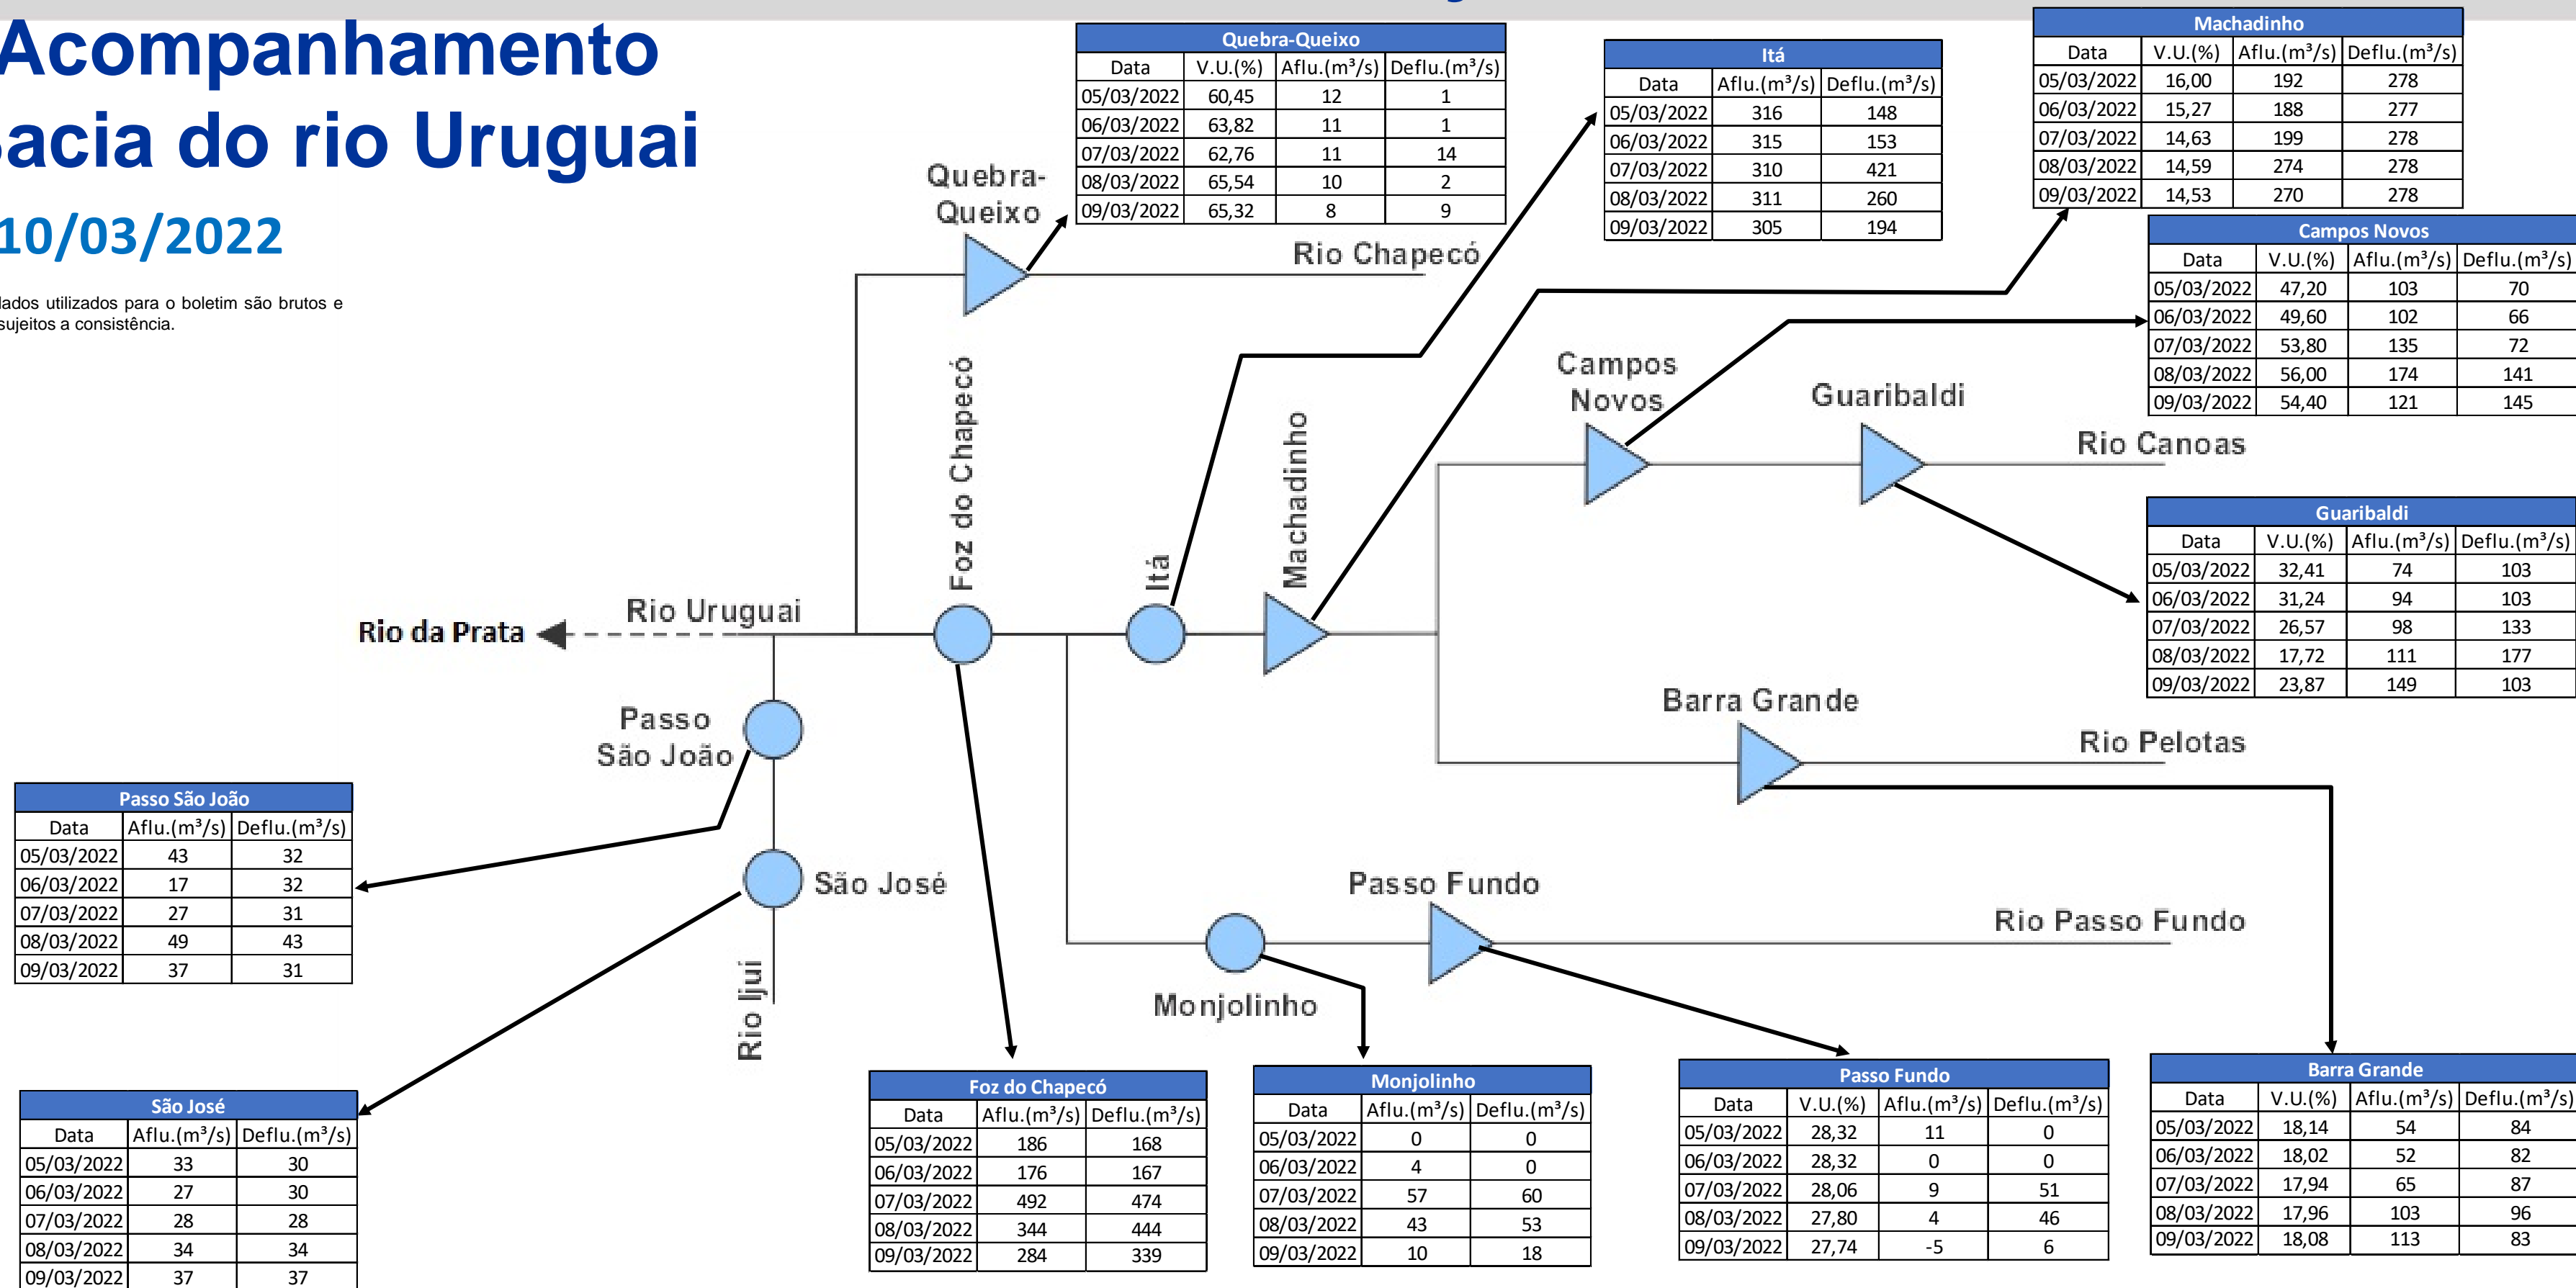 Acompanhamento
Bacia do rio Uruguai
10/03/2022
dados utilizados para o boletim são brutos e
sujeitos a consistência.
Quebra-Queixo
Data V.U.(%) Aflu.(m³/s) Deflu.(m³/s)
05/03/2022 60,45 12 1
06/03/2022 63,82 11 1
07/03/2022 62,76 11 14
08/03/2022 65,54 10 2
09/03/2022 65,32 8 9
Itá
Data Aflu.(m³/s) Deflu.(m³/s)
05/03/2022 316 148
06/03/2022 315 153
07/03/2022 310 421
08/03/2022 311 260
09/03/2022 305 194
Machadinho
Data V.U.(%) Aflu.(m³/s) Deflu.(m³/s)
05/03/2022 16,00 192 278
06/03/2022 15,27 188 277
07/03/2022 14,63 199 278
08/03/2022 14,59 274 278
09/03/2022 14,53 270 278
Campos Novos
Data V.U.(%) Aflu.(m³/s) Deflu.(m³/s)
05/03/2022 47,20 103 70
06/03/2022 49,60 102 66
07/03/2022 53,80 135 72
08/03/2022 56,00 174 141
09/03/2022 54,40 121 145
Guaribaldi
Data V.U.(%) Aflu.(m³/s) Deflu.(m³/s)
05/03/2022 32,41 74 103
06/03/2022 31,24 94 103
07/03/2022 26,57 98 133
08/03/2022 17,72 111 177
09/03/2022 23,87 149 103
Quebra-
Queixo
Rio Chapecó
Foz do Chapecó
Itá
Machadinho
Campos
Novos
Guaribaldi
Rio Canoas
Rio Uruguai
Rio da Prata
Barra Grande
Rio Pelotas
Passo
São João
São José
Rio Ijuí
Passo Fundo
Rio Passo Fundo
Monjolinho
Passo São João
Data Aflu.(m³/s) Deflu.(m³/s)
05/03/2022 43 32
06/03/2022 17 32
07/03/2022 27 31
08/03/2022 49 43
09/03/2022 37 31
São José
Data Aflu.(m³/s) Deflu.(m³/s)
05/03/2022 33 30
06/03/2022 27 30
07/03/2022 28 28
08/03/2022 34 34
09/03/2022 37 37
Foz do Chapecó
Data Aflu.(m³/s) Deflu.(m³/s)
05/03/2022 186 168
06/03/2022 176 167
07/03/2022 492 474
08/03/2022 344 444
09/03/2022 284 339
Monjolinho
Data Aflu.(m³/s) Deflu.(m³/s)
05/03/2022 0 0
06/03/2022 4 0
07/03/2022 57 60
08/03/2022 43 53
09/03/2022 10 18
Passo Fundo
Data V.U.(%) Aflu.(m³/s) Deflu.(m³/s)
05/03/2022 28,32 11 0
06/03/2022 28,32 0 0
07/03/2022 28,06 9 51
08/03/2022 27,80 4 46
09/03/2022 27,74 -5 6
Barra Grande
Data V.U.(%) Aflu.(m³/s) Deflu.(m³/s)
05/03/2022 18,14 54 84
06/03/2022 18,02 52 82
07/03/2022 17,94 65 87
08/03/2022 17,96 103 96
09/03/2022 18,08 113 83